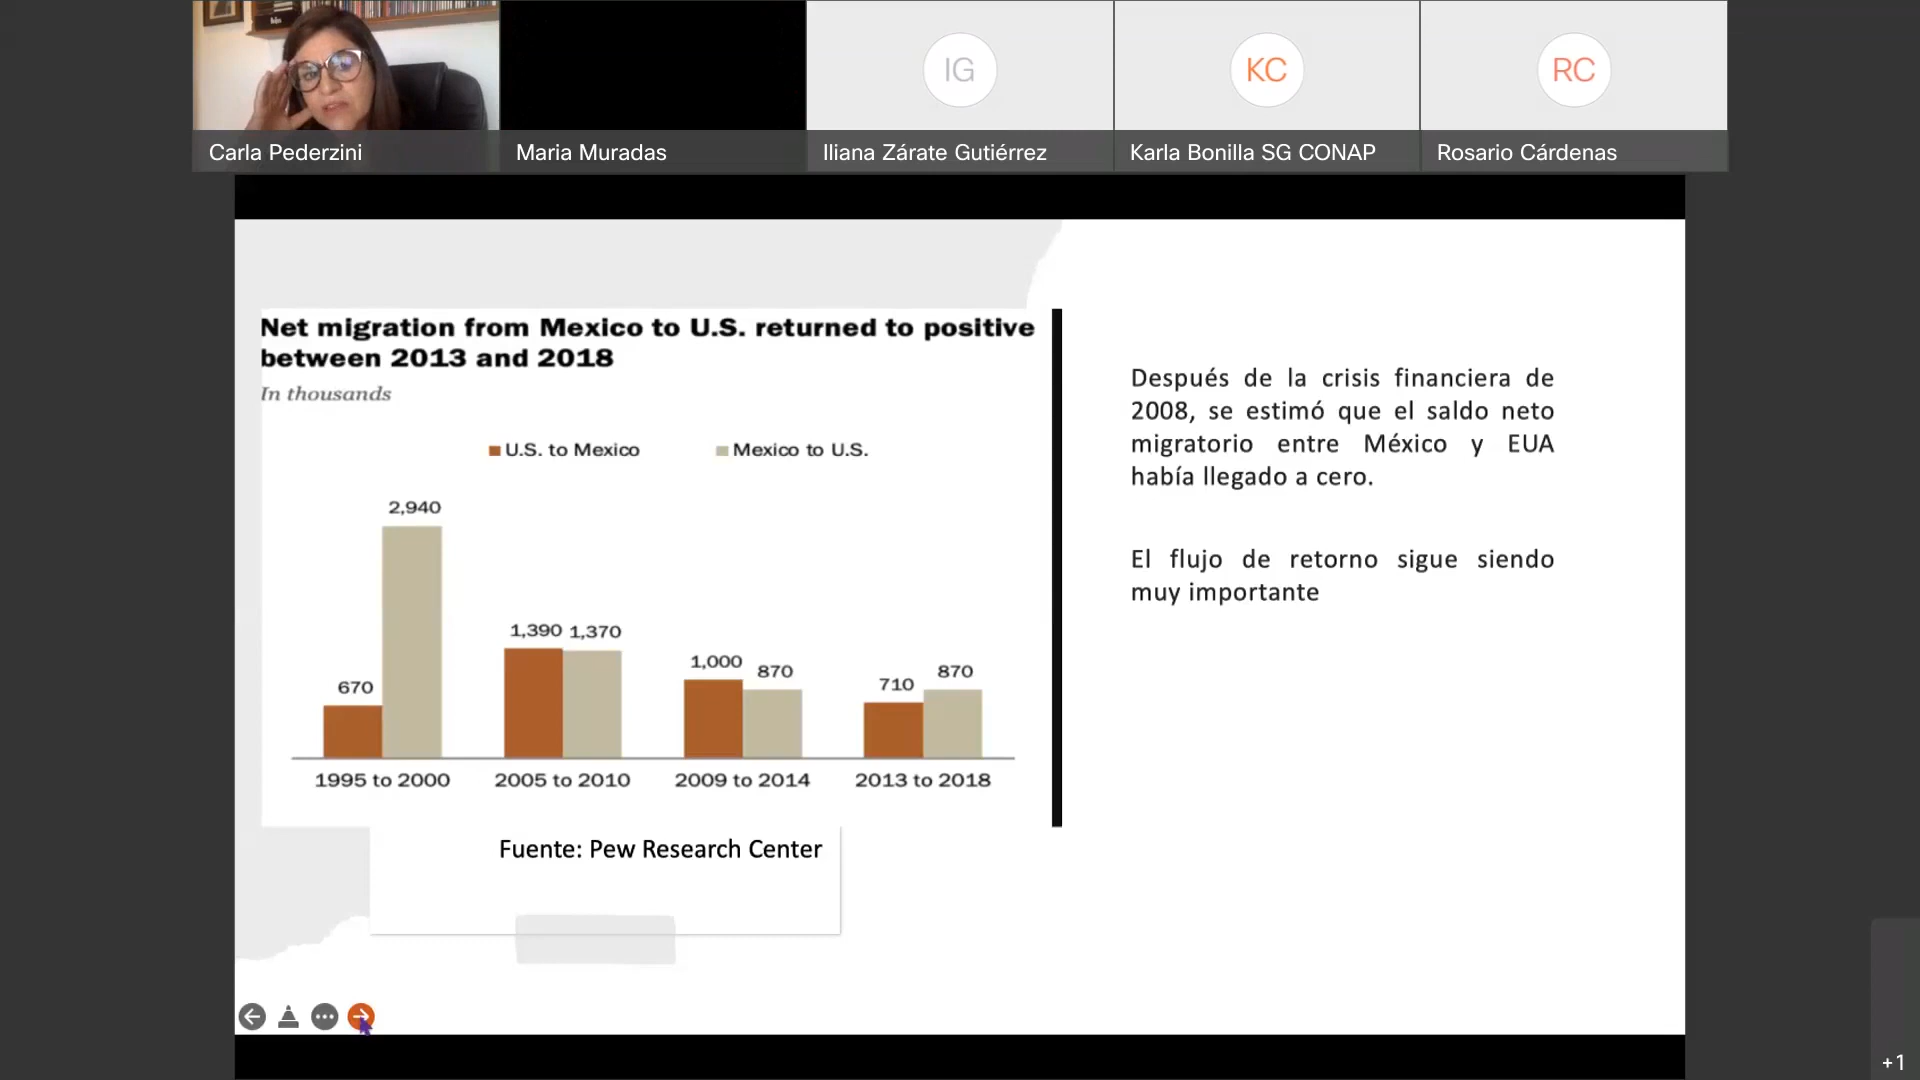 IG
KC
RC
Carla Pederzini
Maria Muradas
Iliana Zárate Gutiérrez
Karla Bonilla SG CONAP
Rosario Cárdenas
Net migration from Mexico to U.S. returned to positive
between 2013 and 2018
In thousands
U.S. to Mexico
Mexico to U.S.
2,940
670
1,390
1,370
1,000
870
710
870
1995 to 2000
2005 to 2010
2009 to 2014
2013 to 2018
Fuente: Pew Research Center
Después de la crisis financiera de
2008, se estimó que el saldo neto
migratorio entre México y EUA
había llegado a cero.
El flujo de retorno sigue siendo
muy importante
+1